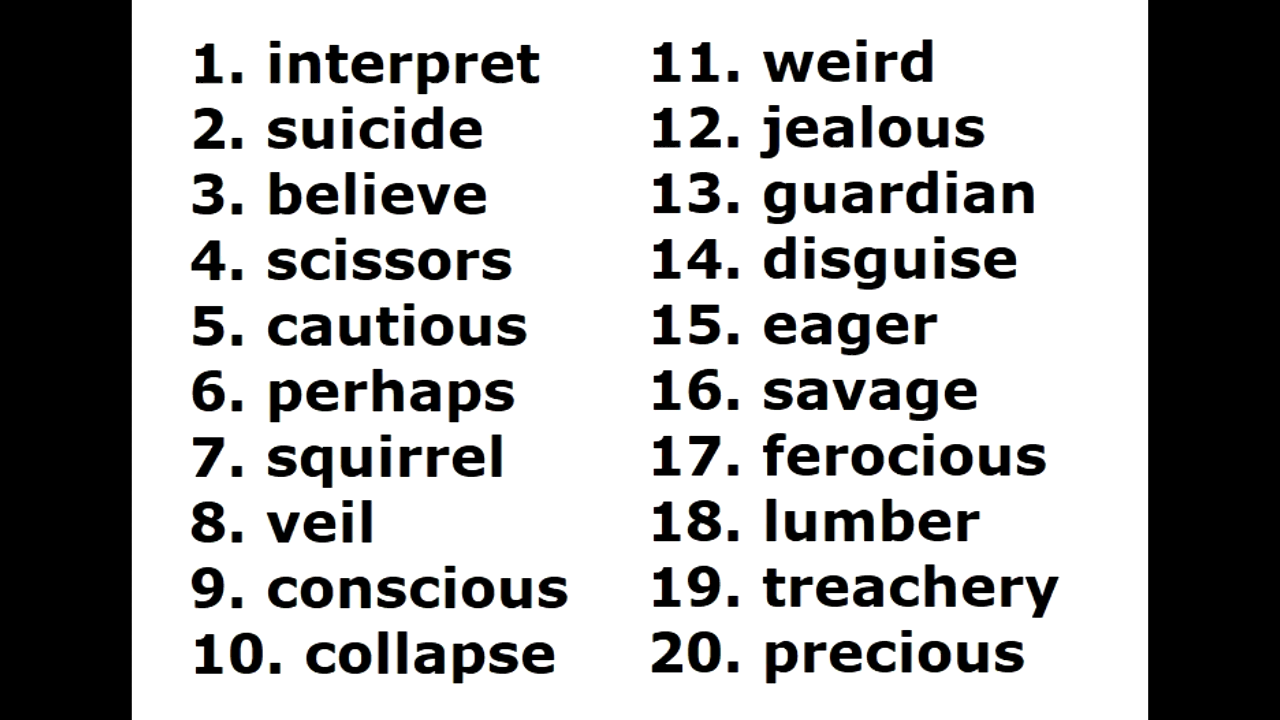 1. interpret
2. suicide
3. believe
4. scissors
5. cautious
6. perhaps
7. squirrel
8. veil
9. conscious
10. collapse
11. weird
12. jealous
13. guardian
14. disguise
15. eager
16. savage
17. ferocious
18. lumber
19. treachery
20. precious